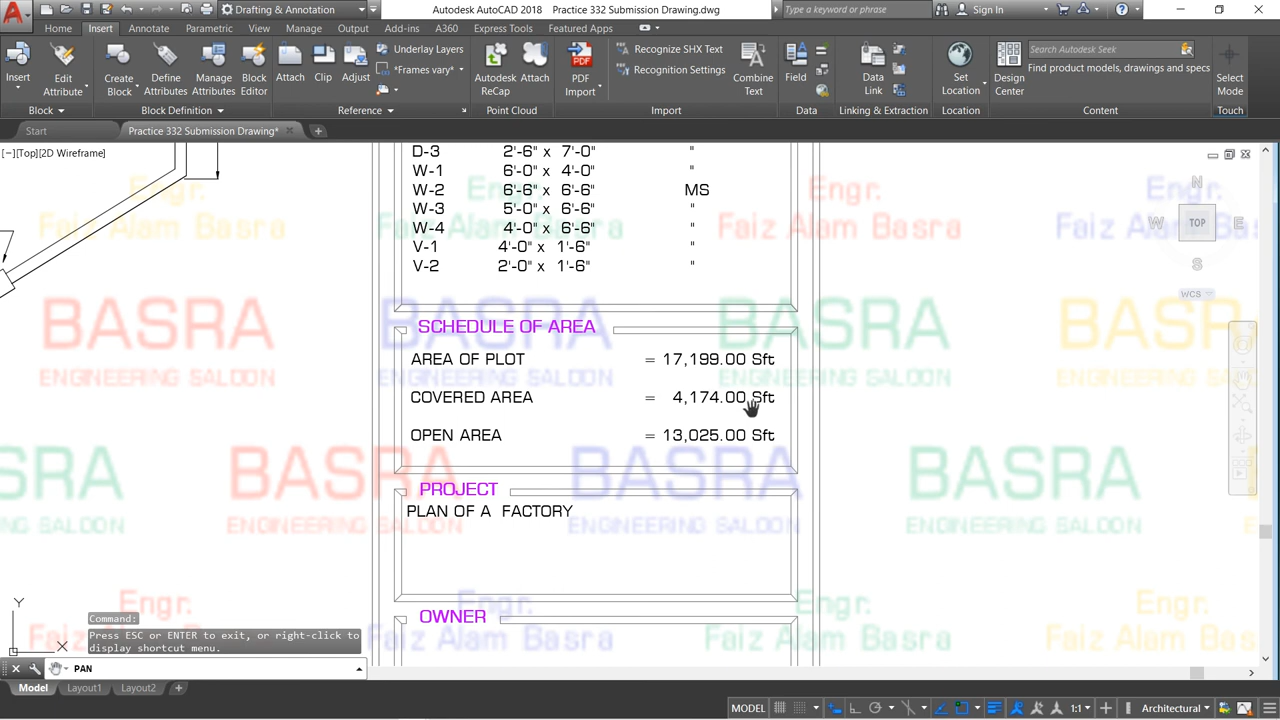 Drafting & Annotation
Autodesk AutoCAD 2018 Practice 332 Submission Drawing.dwg
Type a keyword or phrase
Sign In
Home Insert Annotate Parametric View Manage Output Add-ins A360 Express Tools Featured Apps
Insert
Edit Attribute
Create Block
Define Attributes
Manage Attributes
Block Editor
Attach
Clip
Adjust
Underlay Layers
*Frames vary*
Autodesk ReCap
Attach
PDF Import
Recognize SHX Text
Recognition Settings
Combine Text
Field
Data Link
Set Location
Design Center
Search Autodesk Seek
Find product models, drawings and specs
Select Mode
Block Block Definition Reference Point Cloud Import Data Linking & Extraction Location Content Touch
Start Practice 332 Submission Drawing*
[−][Top][2D Wireframe]
D-3 2'-6" x 7'-0" "
W-1 6'-0" x 4'-0" "
W-2 6'-6" x 6'-6" MS
W-3 5'-0" x 6'-6" "
W-4 4'-0" x 6'-6" "
V-1 4'-0" x 1'-6" "
V-2 2'-0" x 1'-6" "
N
W TOP E
S
WCS
Engr.
Faiz Alam Basra
BASRA
ENGINEERING SALOON
SCHEDULE OF AREA
AREA OF PLOT = 17,199.00 Sft
COVERED AREA = 4,174.00 Sft
OPEN AREA = 13,025.00 Sft
PROJECT
PLAN OF A FACTORY
OWNER
Y
X
Command:
Press ESC or ENTER to exit, or right-click to
display shortcut menu.
PAN
Model Layout1 Layout2
MODEL 1:1 Architectural